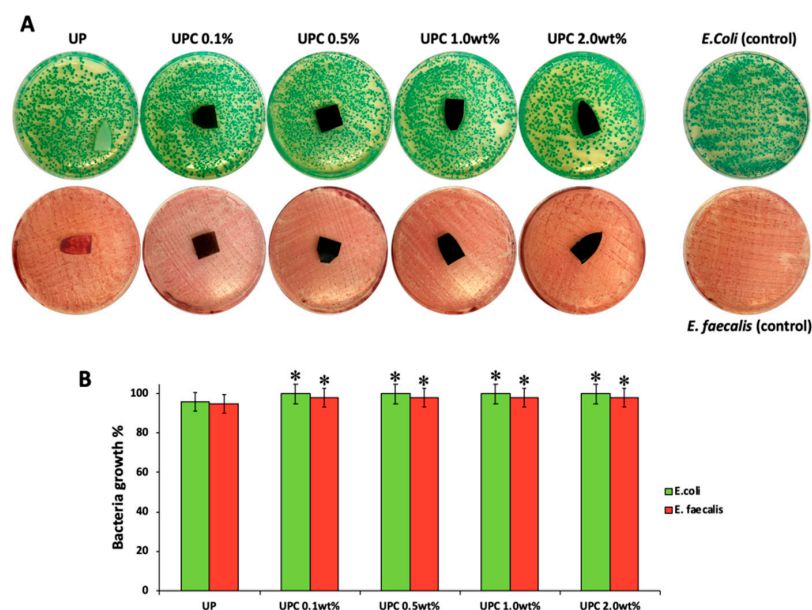 A
UP UPC 0.1% UPC 0.5% UPC 1.0wt% UPC 2.0wt% E.Coli (control)
E. faecalis (control)
B
* * * * * * * *
100
80
60
40
20
0
Bacteria growth %
E.coli
E. faecalis
UP UPC 0.1wt% UPC 0.5wt% UPC 1.0wt% UPC 2.0wt%